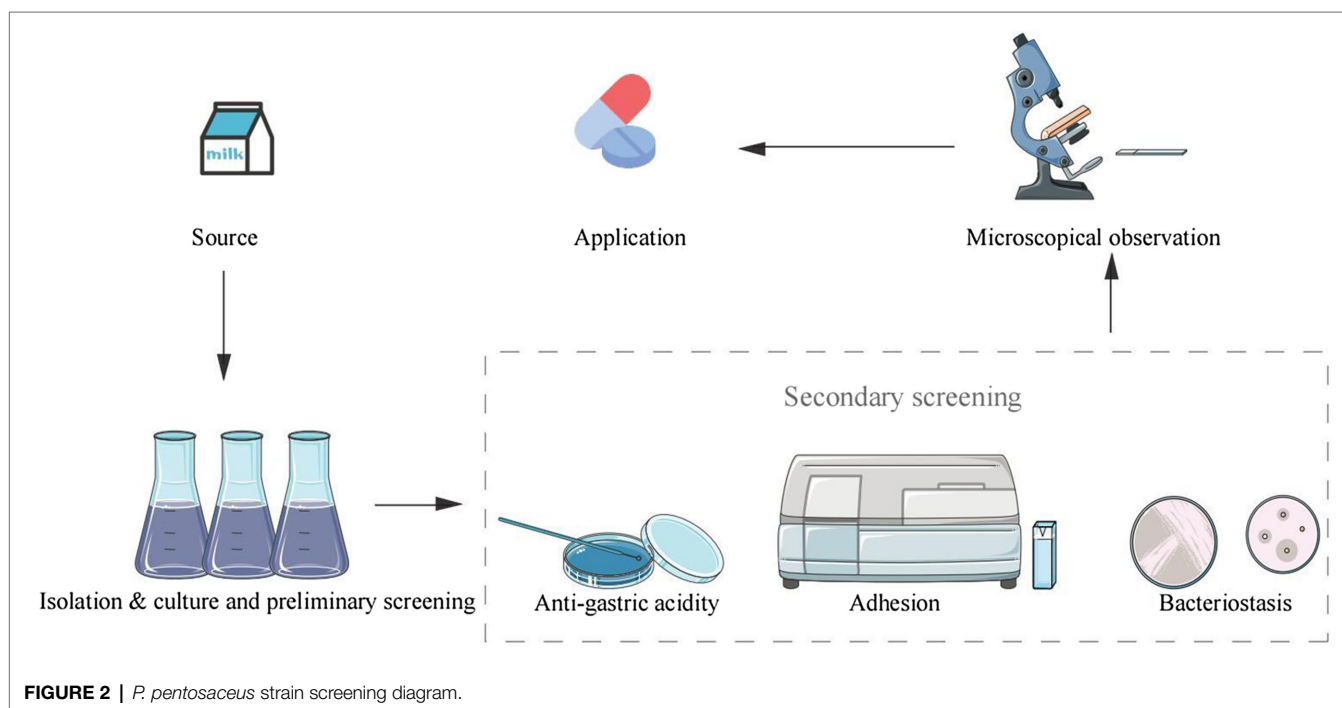 milk
Source
Application
Microscopical observation
Secondary screening
Isolation & culture and preliminary screening
Anti-gastric acidity
Adhesion
Bacteriostasis
FIGURE 2 | P. pentosaceus strain screening diagram.